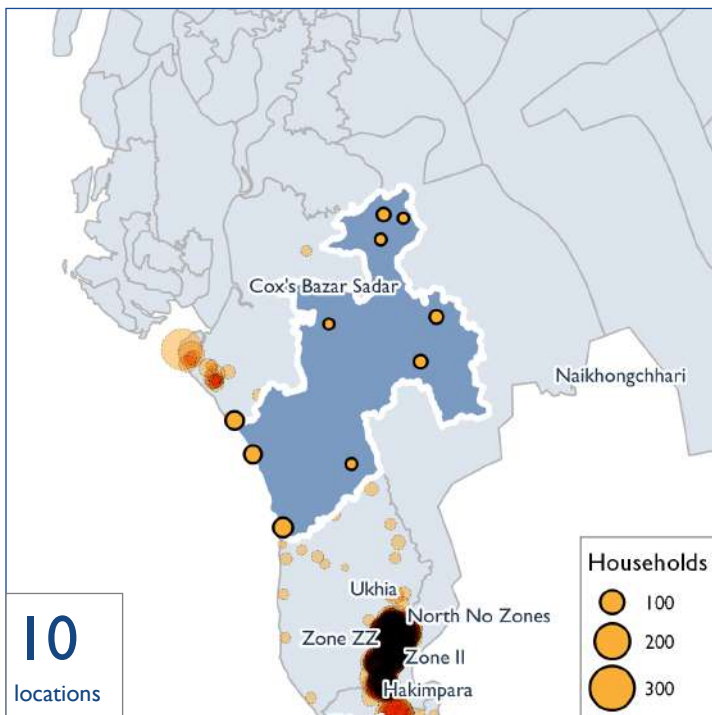 Cox's Bazar Sadar
Naikhongchhari
Ukhia
North No Zones
Zone ZZ
Zone II
Hakimpara
10
locations
Households
100
200
300